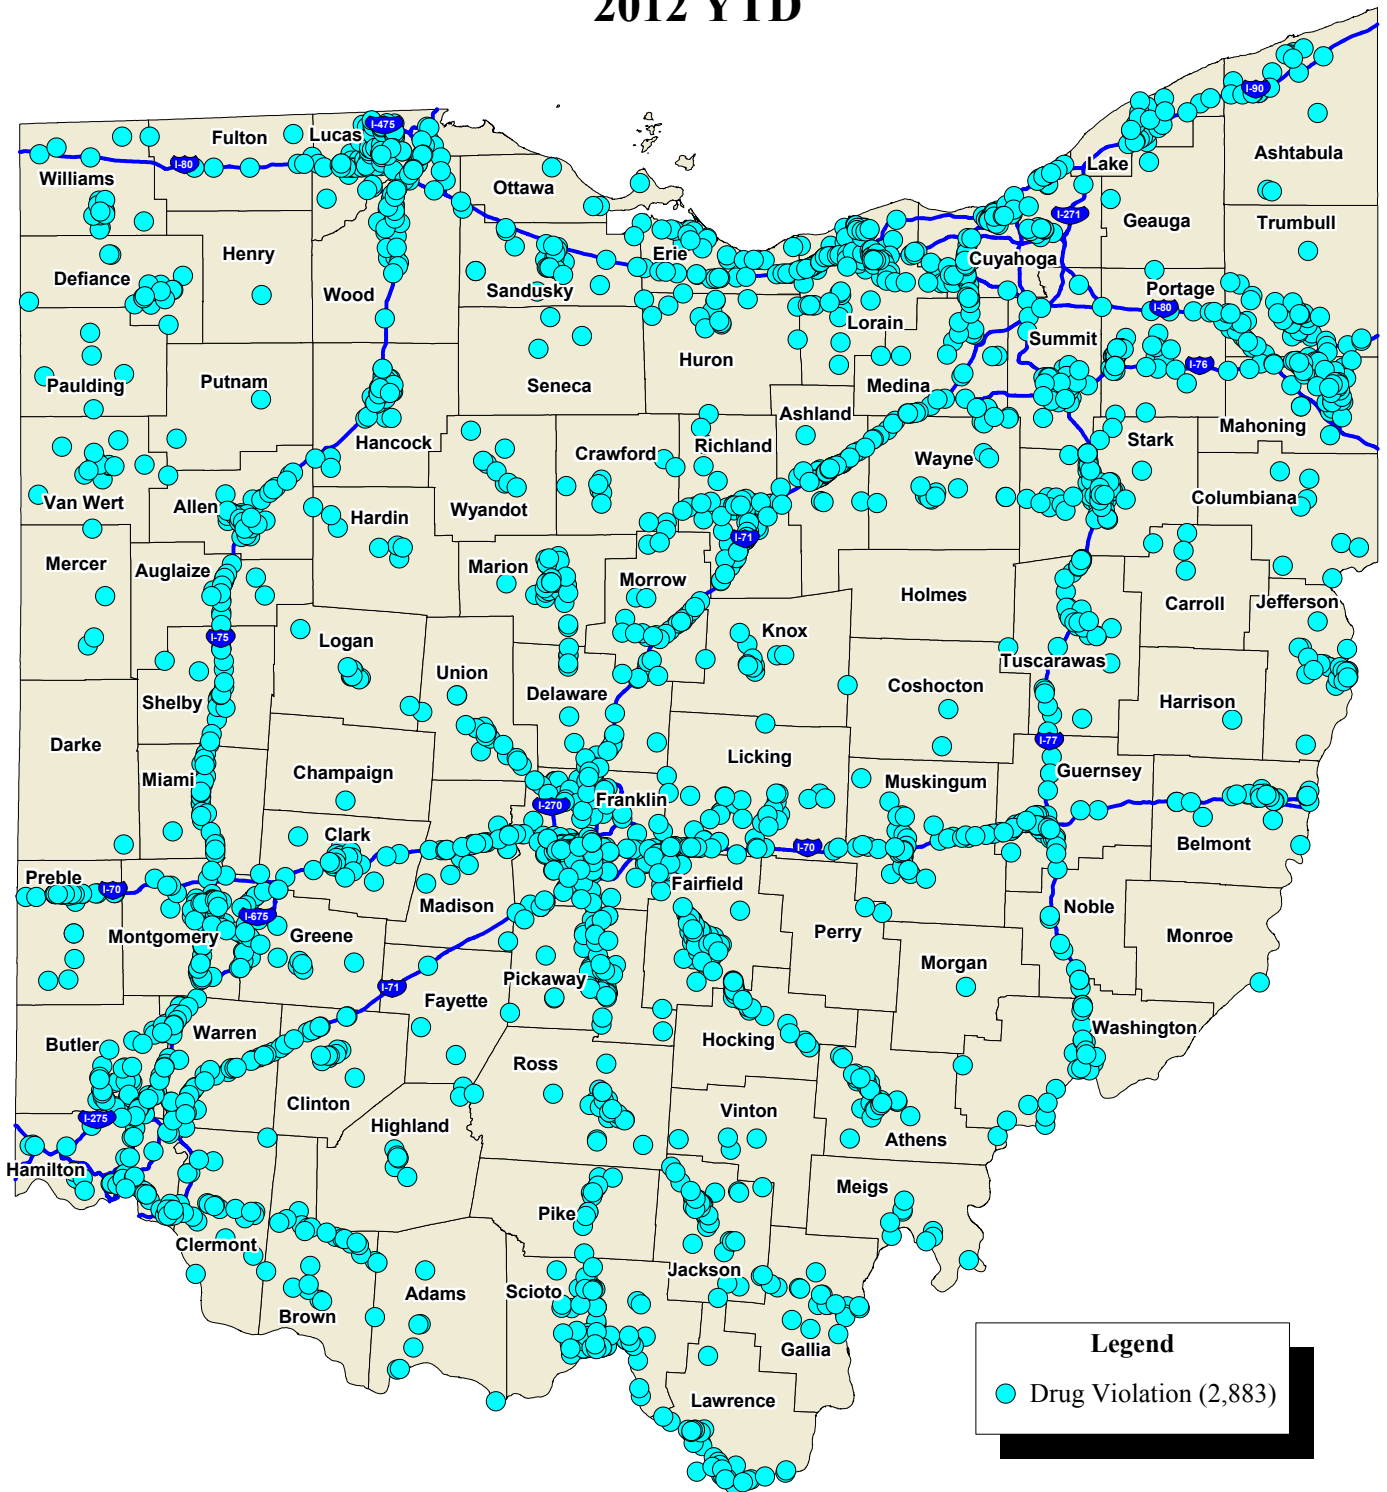 2012 YTD
I-90
I-475
Fulton
Lucas
Ashtabula
I-80
Lake
Williams
Ottawa
I-271
Geauga
Trumbull
Henry
Erie
Cuyahoga
Defiance
Wood
Sandusky
Portage
I-80
Lorain
Summit
Huron
I-76
Paulding
Putnam
Seneca
Medina
Ashland
Mahoning
Hancock
Richland
Stark
Crawford
Wayne
Van Wert
Allen
Wyandot
Columbiana
Hardin
I-71
Mercer
Auglaize
Marion
Morrow
Holmes
Carroll
Jefferson
I-75
Logan
Knox
Tuscarawas
Union
Delaware
Coshocton
Shelby
Harrison
Darke
I-77
Licking
Miami
Champaign
Guernsey
Muskingum
I-270
Franklin
Clark
I-70
Belmont
Preble
I-70
Fairfield
Madison
I-675
Noble
Montgomery
Greene
Perry
Monroe
Morgan
Pickaway
I-71
Fayette
Washington
Warren
Butler
Hocking
Ross
Clinton
Vinton
I-275
Highland
Athens
Hamilton
Meigs
Pike
Clermont
Jackson
Adams
Scioto
Brown
Gallia
Lawrence
Legend
Drug Violation (2,883)